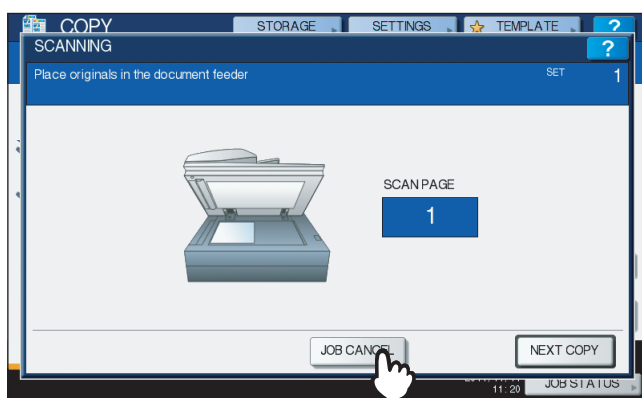 COPY STORAGE SETTINGS TEMPLATE ?
SCANNING ?
Place originals in the document feeder SET 1
SCAN PAGE
1
JOB CANCEL NEXT COPY
11:20 JOB STATUS